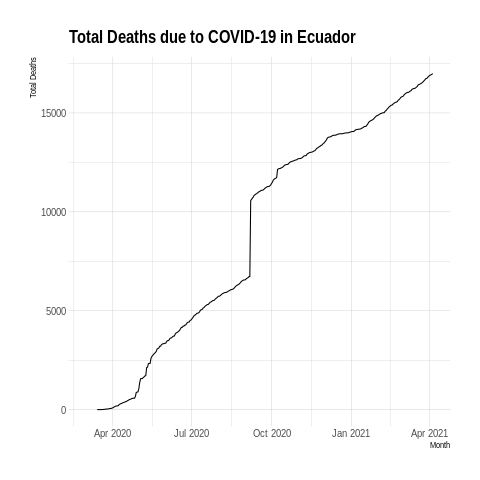 Total Deaths due to COVID-19 in Ecuador
Total Deaths
15000
10000
5000
0
Apr 2020 Jul 2020 Oct 2020 Jan 2021 Apr 2021
Month